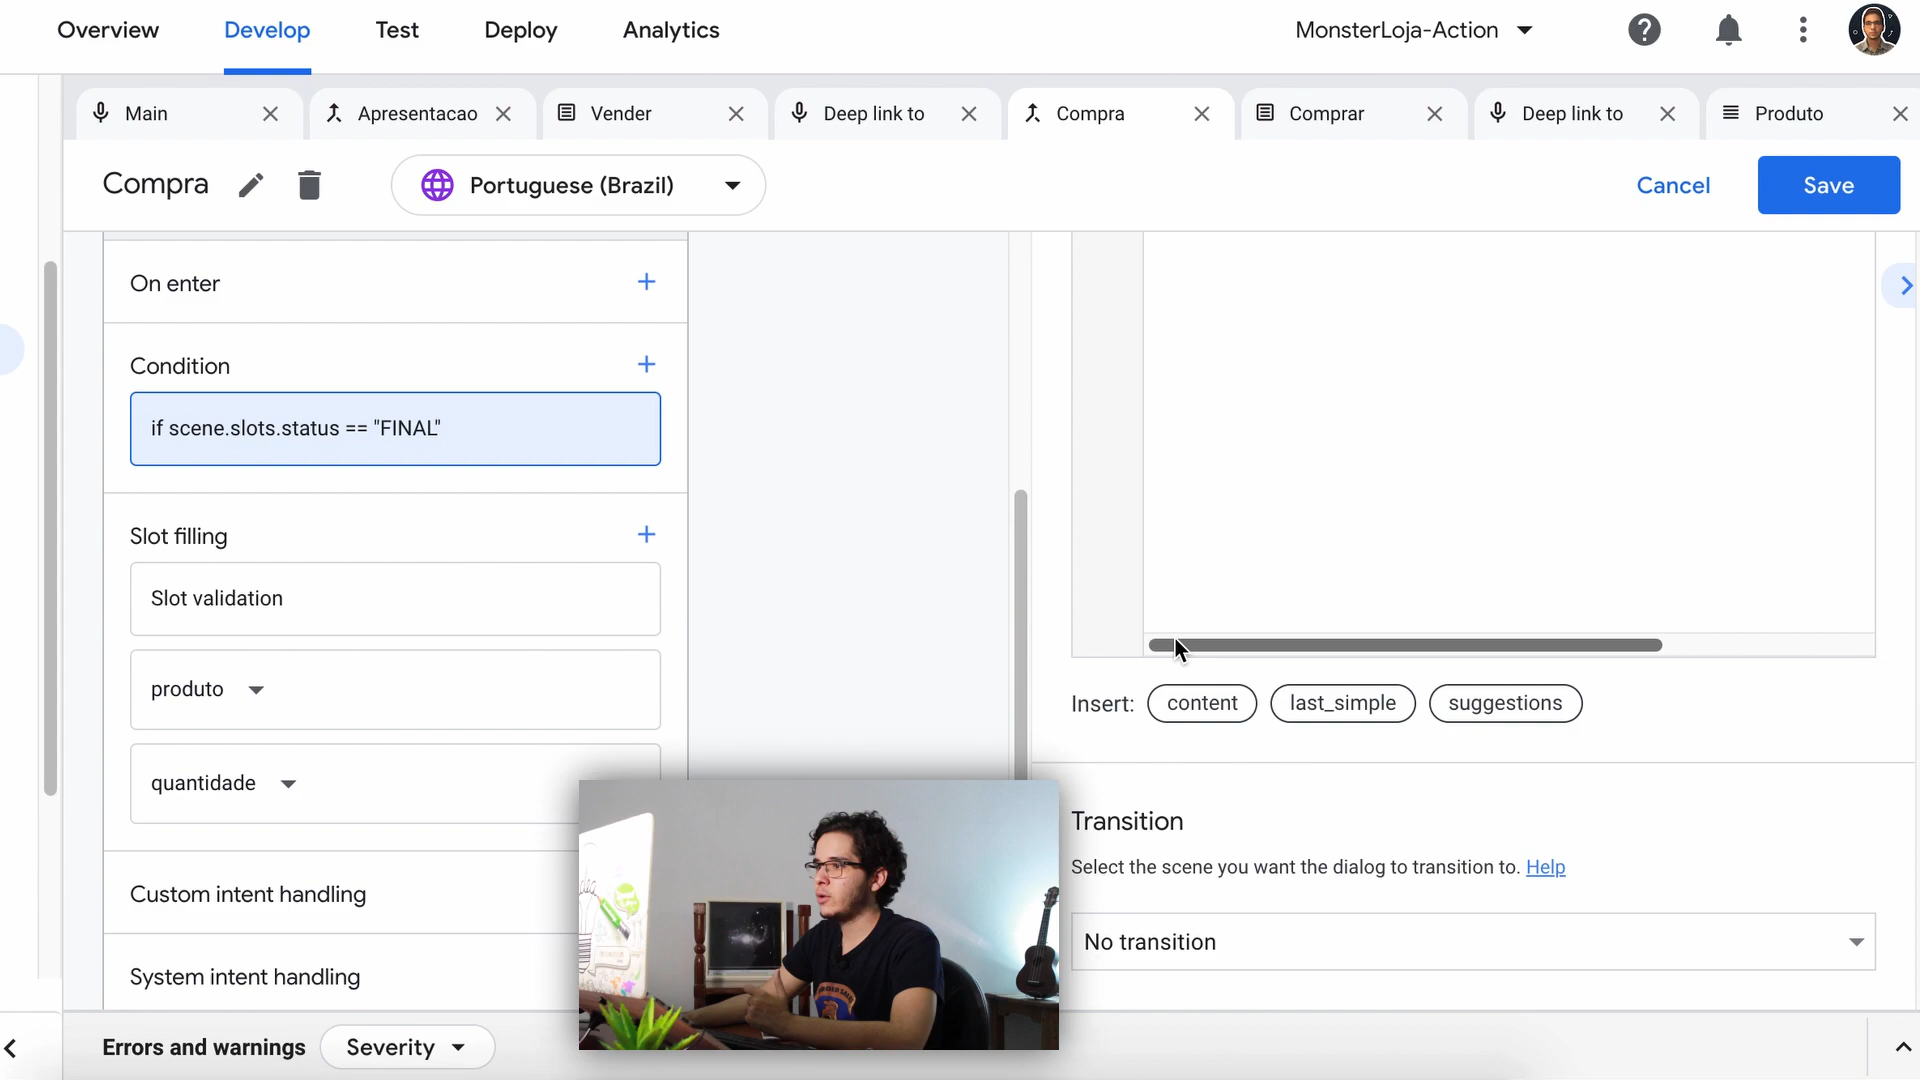 Overview
Develop
Test
Deploy
Analytics
MonsterLoja-Action
Main
Apresentacao
Vender
Deep link to
Compra
Comprar
Deep link to
Produto
Compra
Portuguese (Brazil)
Cancel
Save
On enter
Condition
if scene.slots.status == "FINAL"
Slot filling
Slot validation
produto
quantidade
Custom intent handling
System intent handling
Insert:
content
last_simple
suggestions
Transition
Select the scene you want the dialog to transition to. Help
No transition
Errors and warnings
Severity